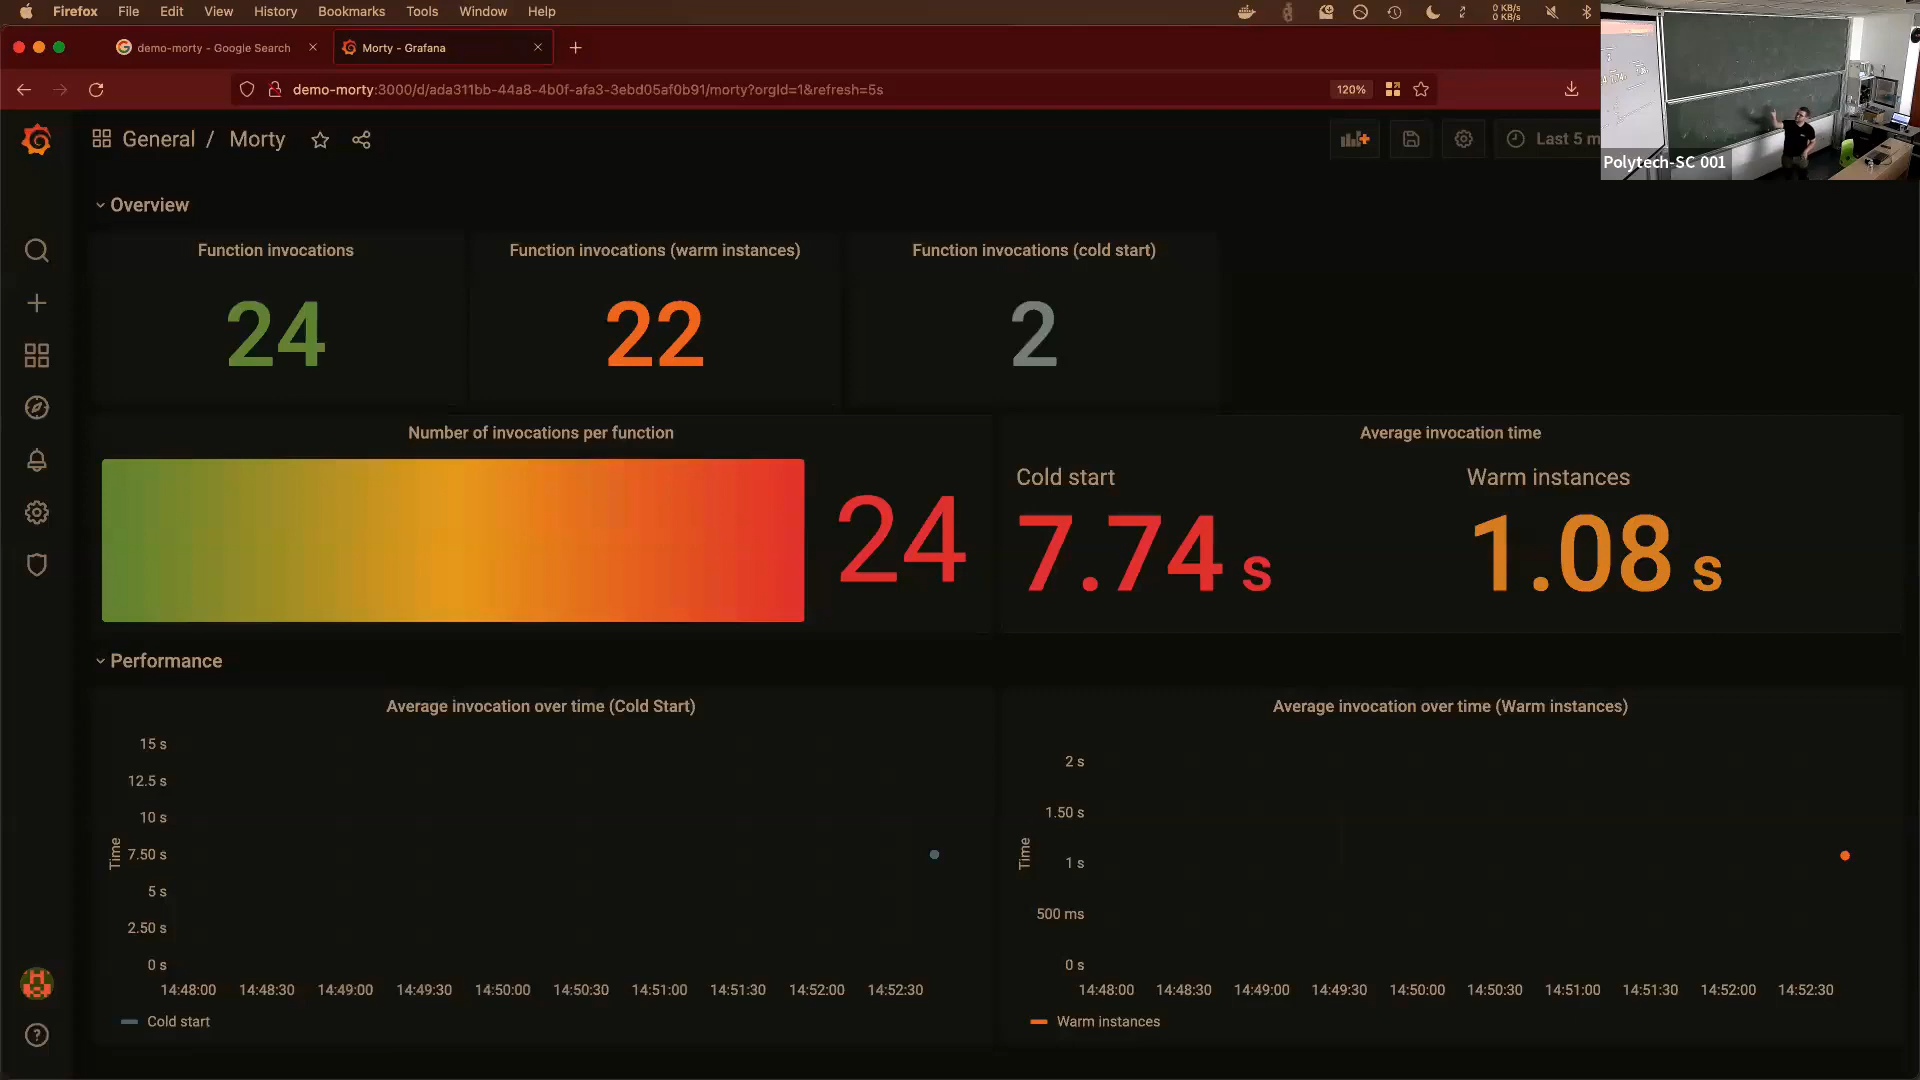 Firefox File Edit View History Bookmarks Tools Window Help
0 KB/s
0 KB/s
demo-morty - Google Search
Morty - Grafana
demo-morty:3000/d/ada311bb-44a8-4b0f-afa3-3ebd05af0b91/morty?orgId=1&refresh=5s
120%
General / Morty
Last 5 m
Polytech-SC 001
Overview
Function invocations
24
Function invocations (warm instances)
22
Function invocations (cold start)
2
Number of invocations per function
24
Average invocation time
Cold start
7.74 s
Warm instances
1.08 s
Performance
Average invocation over time (Cold Start)
Time
15 s
12.5 s
10 s
7.50 s
5 s
2.50 s
0 s
14:48:00 14:48:30 14:49:00 14:49:30 14:50:00 14:50:30 14:51:00 14:51:30 14:52:00 14:52:30
Cold start
Average invocation over time (Warm instances)
Time
2 s
1.50 s
1 s
500 ms
0 s
14:48:00 14:48:30 14:49:00 14:49:30 14:50:00 14:50:30 14:51:00 14:51:30 14:52:00 14:52:30
Warm instances